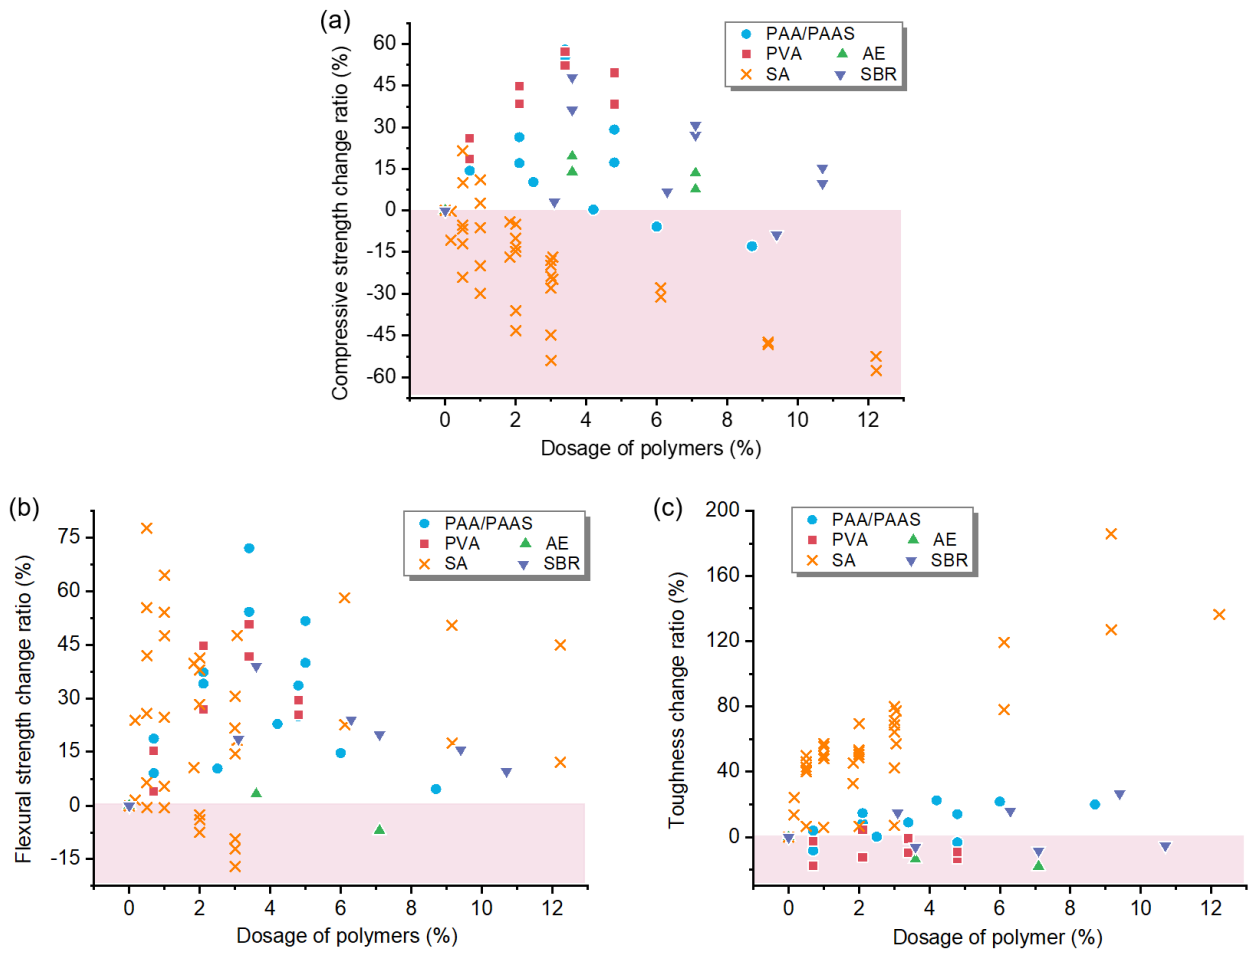 (a)
Compressive strength change ratio (%)
60
45
30
15
0
-15
-30
-45
-60
0 2 4 6 8 10 12
Dosage of polymers (%)
PAA/PAAS
PVA AE
SA SBR
(b)
Flexural strength change ratio (%)
75
60
45
30
15
0
-15
0 2 4 6 8 10 12
Dosage of polymers (%)
PAA/PAAS
PVA AE
SA SBR
(c)
Toughness change ratio (%)
200
160
120
80
40
0
0 2 4 6 8 10 12
Dosage of polymer (%)
PAA/PAAS
PVA AE
SA SBR